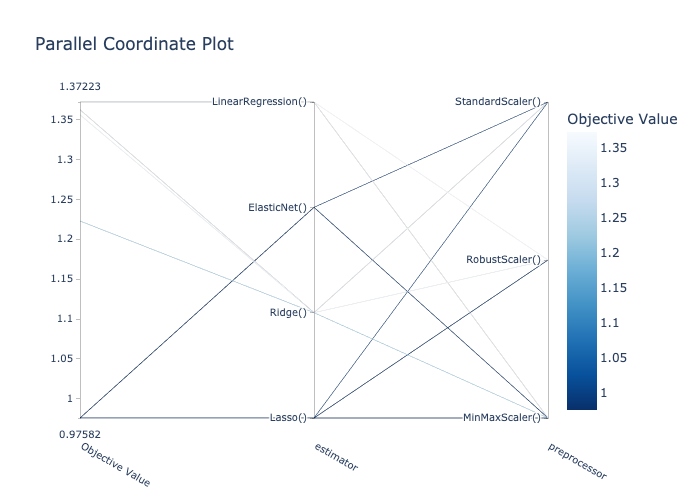 Parallel Coordinate Plot
1.37223
LinearRegression()
StandardScaler()
Objective Value
1.35
1.3
1.25
1.2
1.15
1.1
1.05
1
ElasticNet()
RobustScaler()
Ridge()
Lasso()
MinMaxScaler()
1.35
1.3
1.25
1.2
1.15
1.1
1.05
1
0.97582
Objective Value
estimator
preprocessor